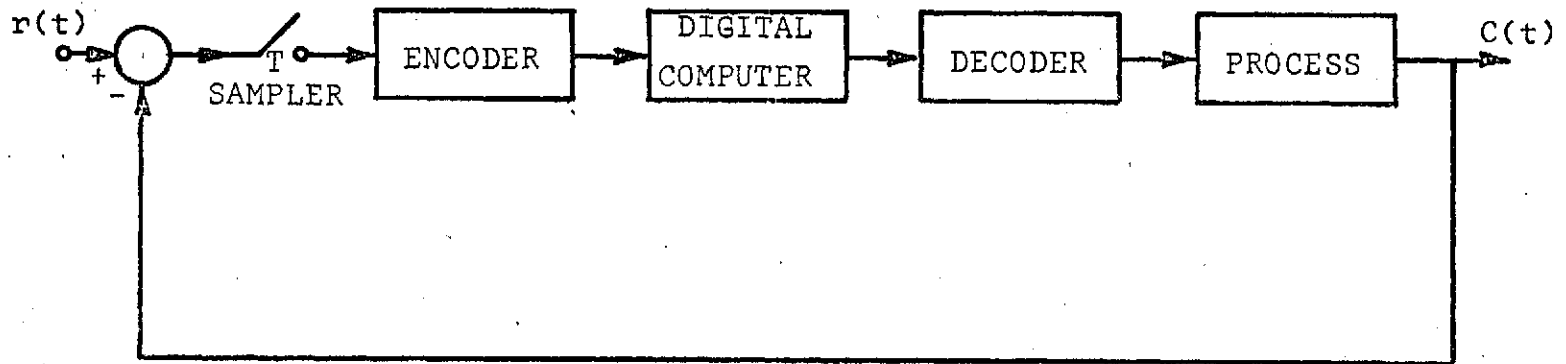 r(t)
+
-
T
SAMPLER
ENCODER
DIGITAL
COMPUTER
DECODER
PROCESS
C(t)